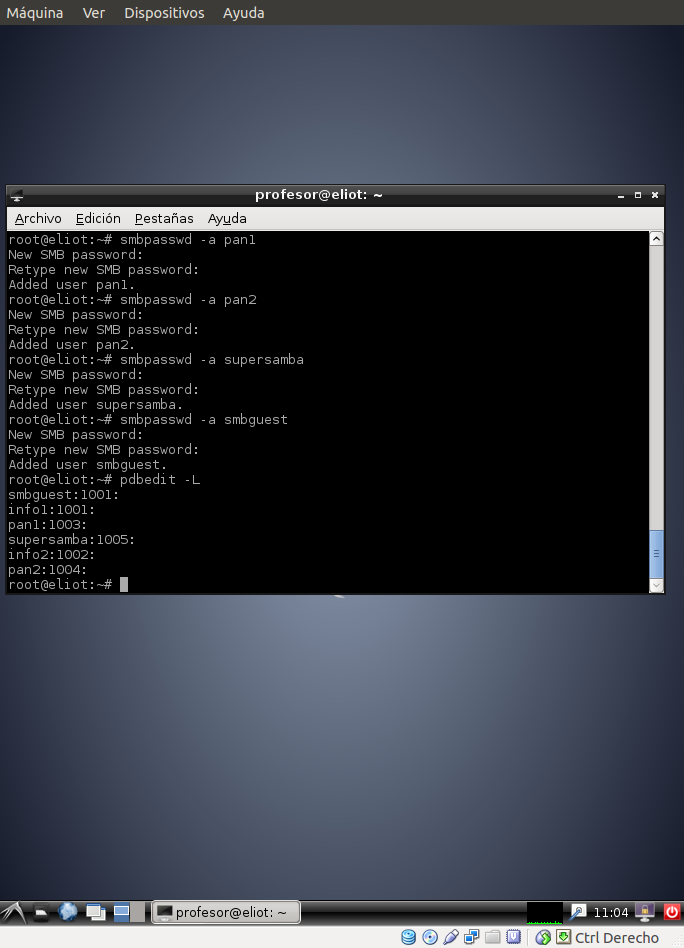 Máquina Ver Dispositivos Ayuda
profesor@eliot: ~
Archivo Edición Pestañas Ayuda
root@eliot:~# smbpasswd -a pan1
New SMB password:
Retype new SMB password:
Added user pan1.
root@eliot:~# smbpasswd -a pan2
New SMB password:
Retype new SMB password:
Added user pan2.
root@eliot:~# smbpasswd -a supersamba
New SMB password:
Retype new SMB password:
Added user supersamba.
root@eliot:~# smbpasswd -a smbguest
New SMB password:
Retype new SMB password:
Added user smbguest.
root@eliot:~# pdbedit -L
smbguest:1001:
info1:1001:
pan1:1003:
supersamba:1005:
info2:1002:
pan2:1004:
root@eliot:~#
profesor@eliot: ~
11:04
Ctrl Derecho